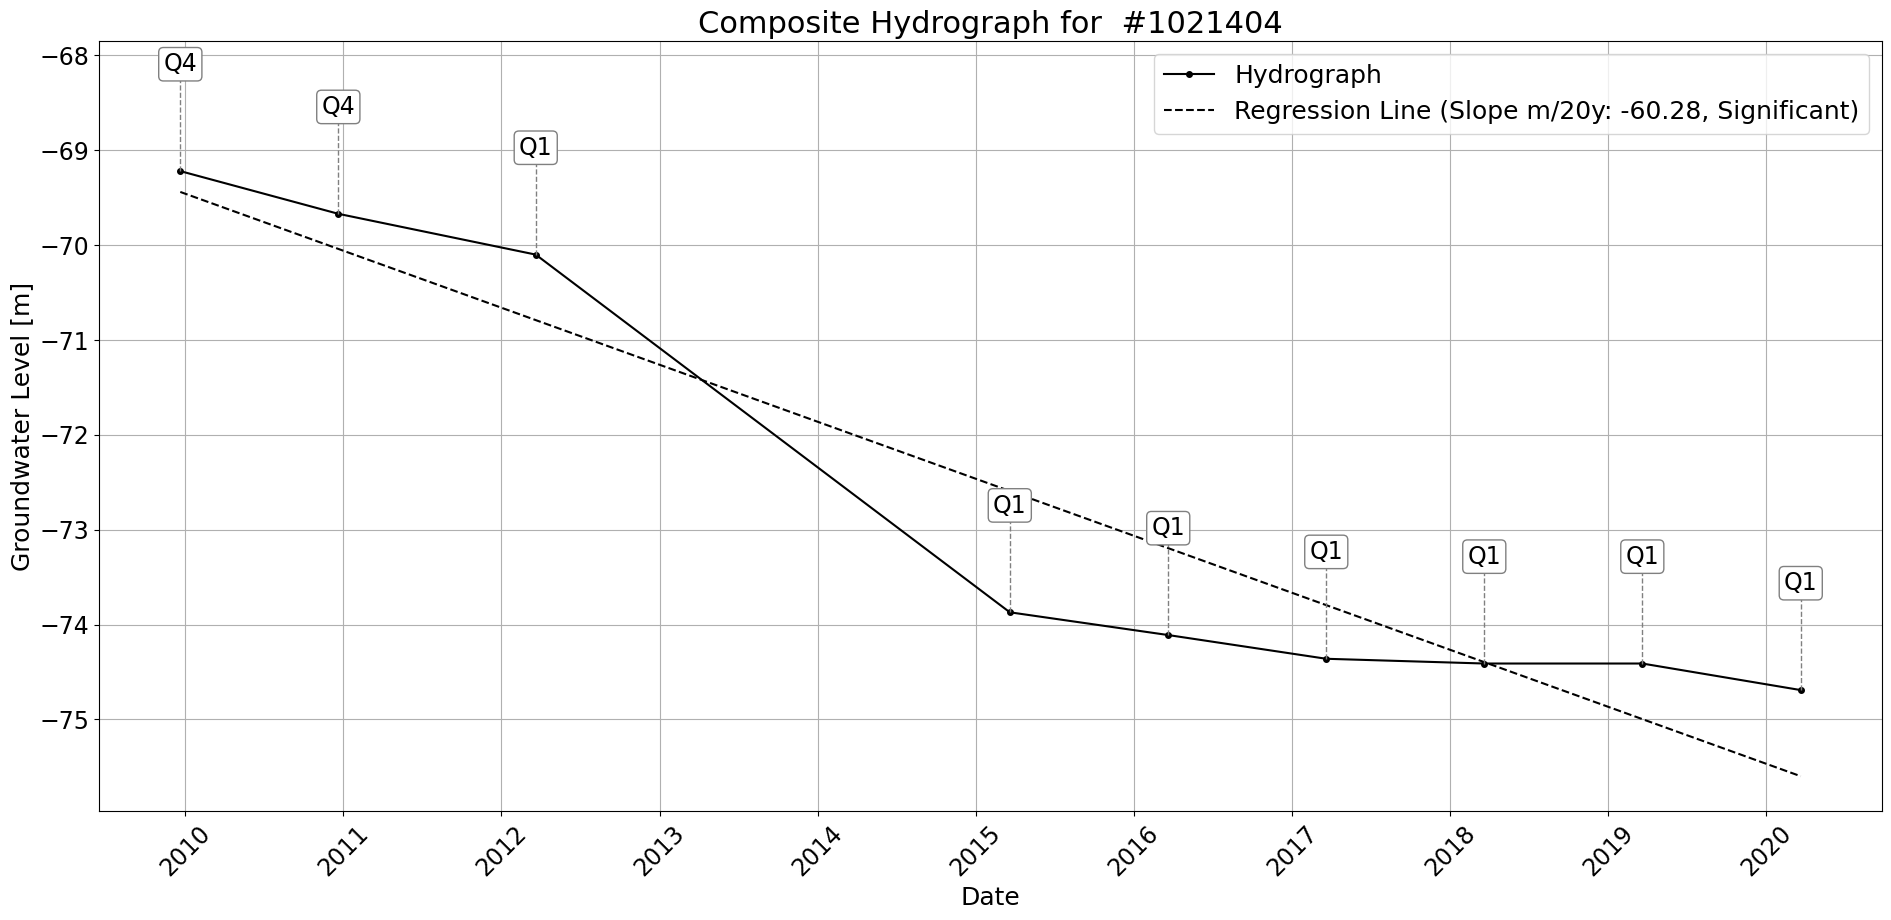 Composite Hydrograph for  #1021404
Hydrograph
Regression Line (Slope m/20y: -60.28, Significant)
Groundwater Level [m]
−68
−69
−70
−71
−72
−73
−74
−75
Q4
Q4
Q1
Q1
Q1
Q1
Q1
Q1
Q1
2010
2011
2012
2013
2014
2015
2016
2017
2018
2019
2020
Date